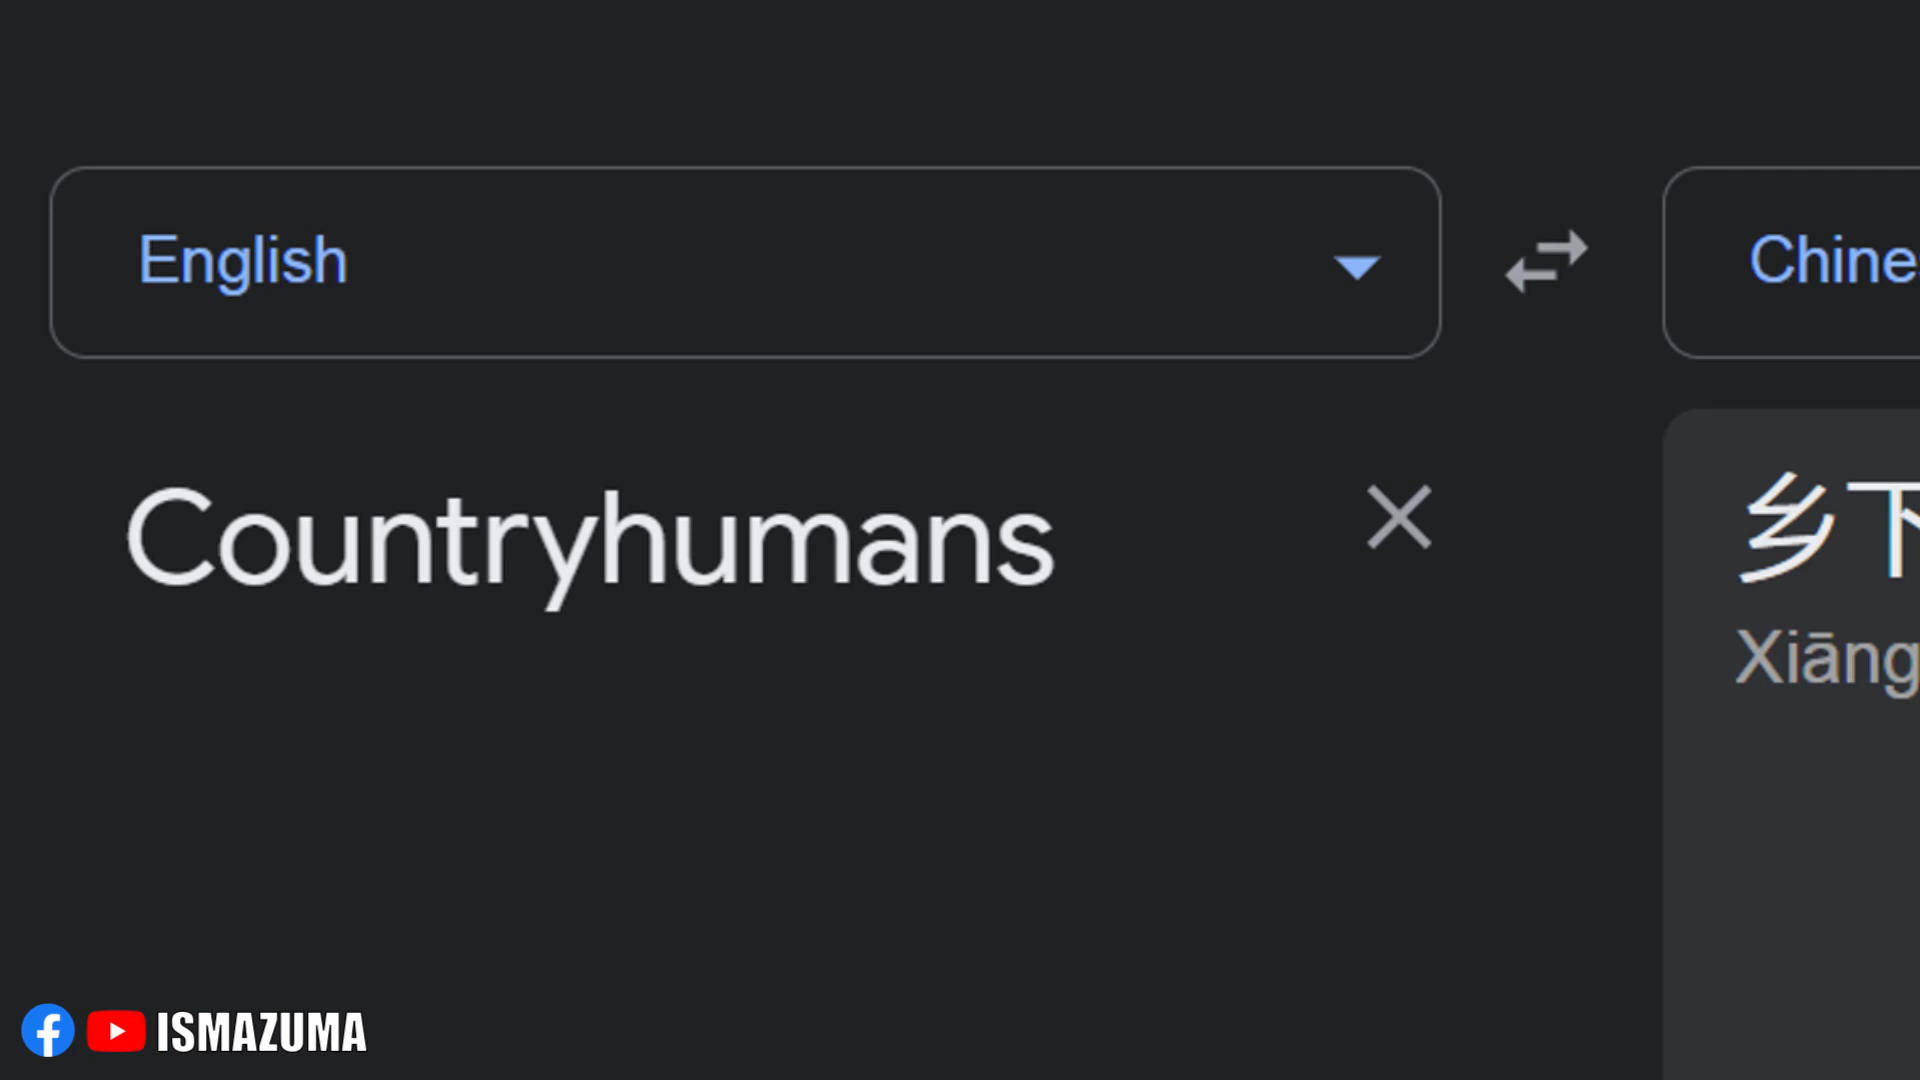 English
Chine
Countryhumans
乡下
Xiāng
ISMAZUMA